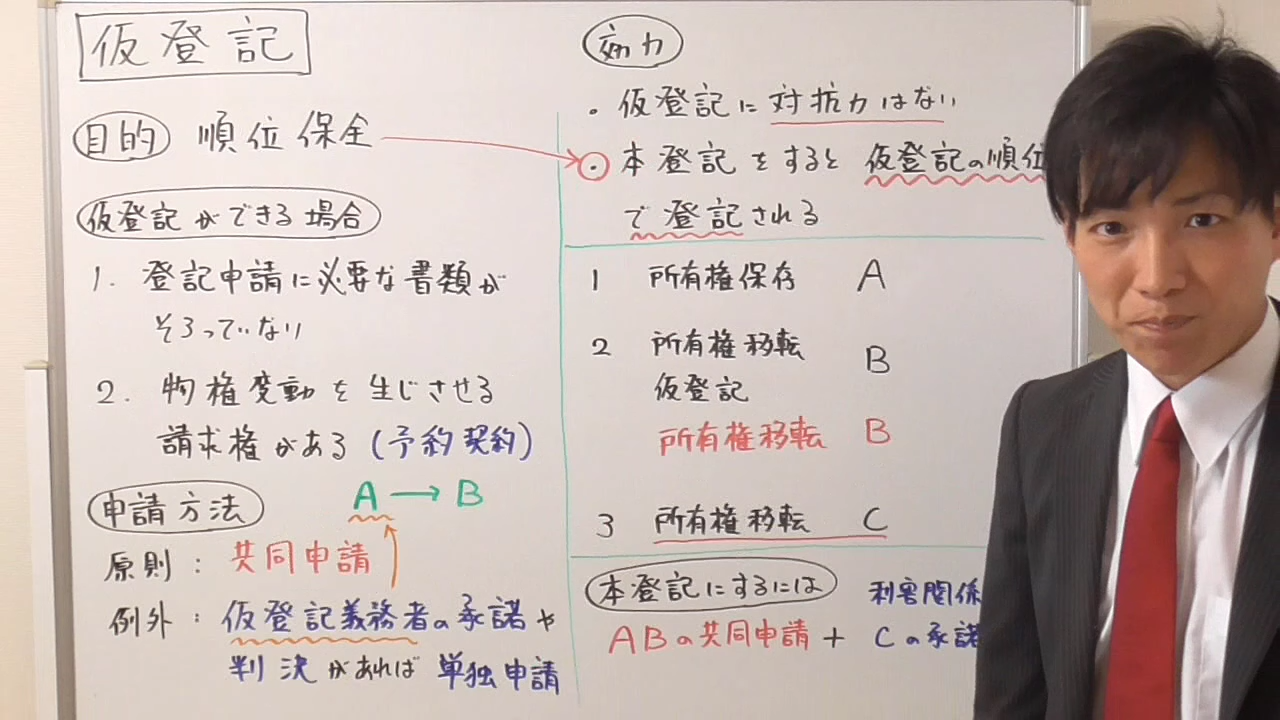 仮登記
目的 順位保全
仮登記ができる場合
1. 登記申請に必要な書類が
そろっていない
2. 物権変動を生じさせる
請求権がある（予約契約）
申請方法 A → B
原則： 共同申請
例外： 仮登記義務者の承諾や
判決があれば 単独申請
効力
・仮登記に対抗力はない
・本登記をすると 仮登記の順位
で登記される
1 所有権保存 A
2 所有権移転 B
仮登記
所有権移転 B
3 所有権移転 C
本登記にするには 利害関係
ABの共同申請 + Cの承諾